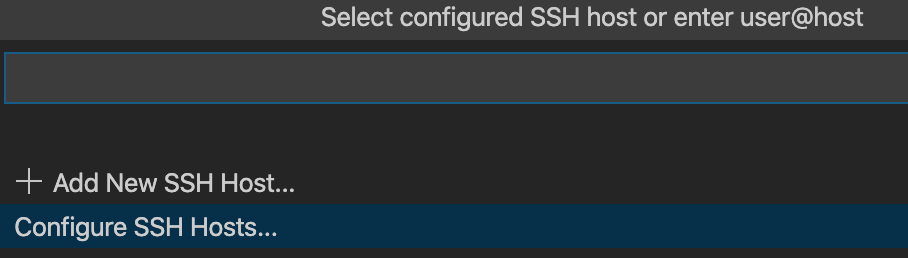 Select configured SSH host or enter user@host
Add New SSH Host...
Configure SSH Hosts...